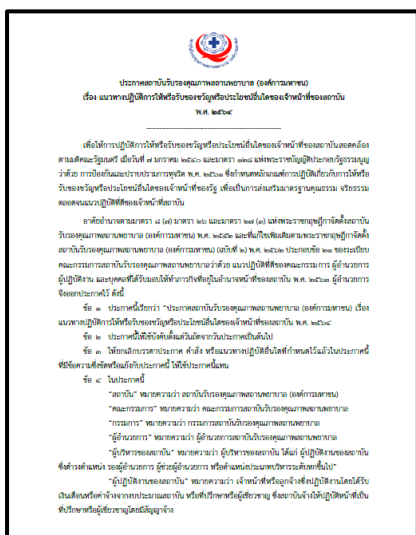 ประกาศสถาบันรับรองคุณภาพสถานพยาบาล (องค์การมหาชน)
เรื่อง แนวทางปฏิบัติการให้หรือรับของขวัญหรือประโยชน์อื่นใดของเจ้าหน้าที่ของสถาบัน
พ.ศ. ๒๕๖๔
เพื่อให้การปฏิบัติการให้หรือรับของขวัญหรือประโยชน์อื่นใดของเจ้าหน้าที่ของสถาบันสอดคล้อง
ตามมติคณะรัฐมนตรี เมื่อวันที่ ๗ มกราคม ๒๕๖๐ และมาตรา ๑๒๘ แห่งพระราชบัญญัติประกอบรัฐธรรมนูญ
ว่าด้วย การป้องกันและปราบปรามการทุจริต พ.ศ. ๒๕๖๑ ซึ่งกำหนดหลักเกณฑ์การปฏิบัติเกี่ยวกับการให้หรือ
รับของขวัญหรือประโยชน์อื่นใดของเจ้าหน้าที่ของรัฐ เพื่อเป็นการส่งเสริมมาตรฐานคุณธรรม จริยธรรม
ตลอดจนแนวปฏิบัติที่ดีของเจ้าหน้าที่สถาบัน
อาศัยอำนาจตามมาตรา ๘ (๗) มาตรา ๒๖ และมาตรา ๒๗ (๓) แห่งพระราชกฤษฎีกาจัดตั้งสถาบัน
รับรองคุณภาพสถานพยาบาล (องค์การมหาชน) พ.ศ. ๒๕๕๒ และที่แก้ไขเพิ่มเติมตามพระราชกฤษฎีกาจัดตั้ง
สถาบันรับรองคุณภาพสถานพยาบาล (องค์การมหาชน) (ฉบับที่ ๒) พ.ศ. ๒๕๖๒ ประกอบข้อ ๒๑ ของระเบียบ
คณะกรรมการสถาบันรับรองคุณภาพสถานพยาบาลว่าด้วย แนวปฏิบัติที่ดีของคณะกรรมการ ผู้อำนวยการ
ผู้ปฏิบัติงาน และบุคคลที่ได้รับมอบให้ทำภารกิจที่อยู่ในอำนาจหน้าที่ของสถาบัน พ.ศ. ๒๕๖๓ ผู้อำนวยการ
จึงออกประกาศไว้ ดังนี้
ข้อ ๑ ประกาศนี้เรียกว่า “ประกาศสถาบันรับรองคุณภาพสถานพยาบาล (องค์การมหาชน) เรื่อง
แนวทางปฏิบัติการให้หรือรับของขวัญหรือประโยชน์อื่นใดของเจ้าหน้าที่ของสถาบัน พ.ศ. ๒๕๖๔
ข้อ ๒ ประกาศนี้ให้ใช้บังคับตั้งแต่วันถัดจากวันประกาศเป็นต้นไป
ข้อ ๓ ให้ยกเลิกบรรดาประกาศ คำสั่ง หรือแนวทางปฏิบัติอื่นใดที่กำหนดไว้แล้วในประกาศนี้
ที่มีข้อความซึ่งขัดหรือแย้งกับประกาศนี้ ให้ใช้ประกาศนี้แทน
ข้อ ๔ ในประกาศนี้
“สถาบัน” หมายความว่า สถาบันรับรองคุณภาพสถานพยาบาล (องค์การมหาชน)
“คณะกรรมการ” หมายความว่า คณะกรรมการสถาบันรับรองคุณภาพสถานพยาบาล
“กรรมการ” หมายความว่า กรรมการสถาบันรับรองคุณภาพสถานพยาบาล
“ผู้อำนวยการ” หมายความว่า ผู้อำนวยการสถาบันรับรองคุณภาพสถานพยาบาล
“ผู้บริหารของสถาบัน” หมายความว่า ผู้บริหารของสถาบัน ได้แก่ ผู้ปฏิบัติงานของสถาบัน
ซึ่งดำรงตำแหน่ง รองผู้อำนวยการ ผู้ช่วยผู้อำนวยการ หรือตำแหน่งประเภทบริหารระดับหกขึ้นไป”
“ผู้ปฏิบัติงานของสถาบัน” หมายความว่า เจ้าหน้าที่หรือลูกจ้างซึ่งปฏิบัติงานโดยได้รับ
เงินเดือนหรือค่าจ้างจากงบประมาณสถาบัน หรือที่ปรึกษาหรือผู้เชี่ยวชาญ ซึ่งสถาบันจ้างให้ปฏิบัติหน้าที่เป็น
ที่ปรึกษาหรือผู้เชี่ยวชาญโดยมีสัญญาจ้าง